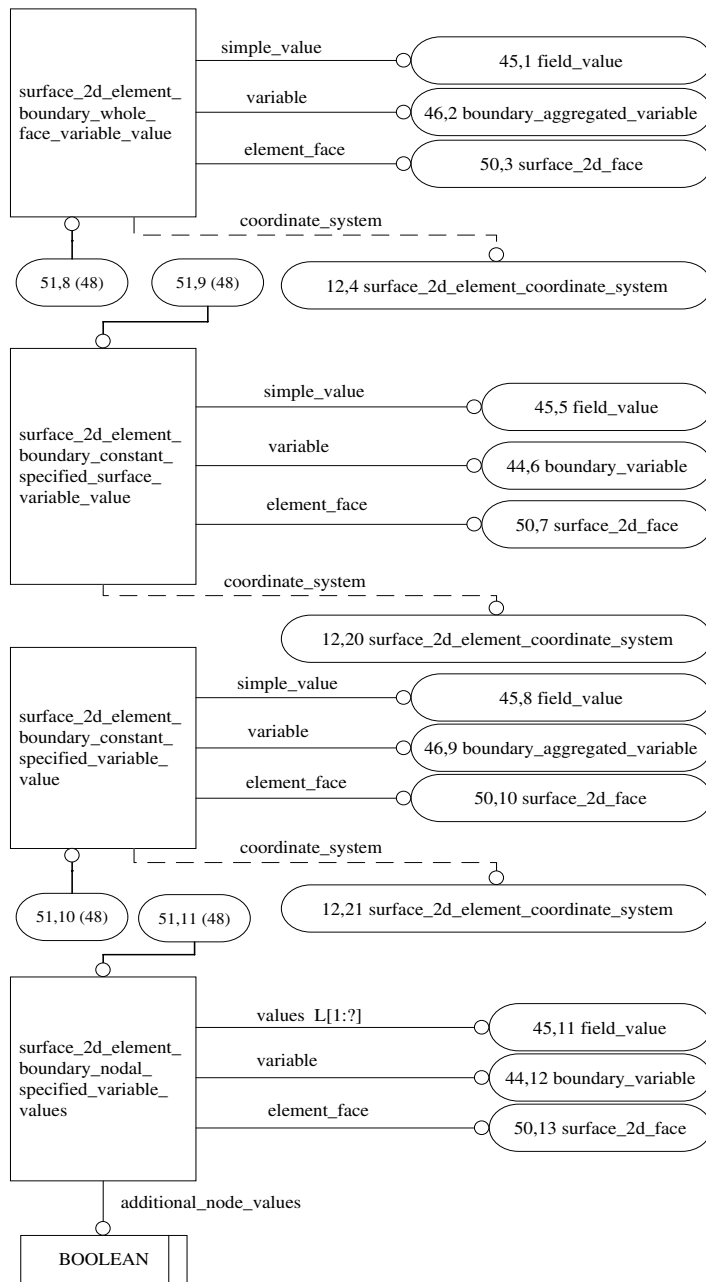 simple_value
45,1 field_value
surface_2d_element_
boundary_whole_
face_variable_value
variable
46,2 boundary_aggregated_variable
element_face
50,3 surface_2d_face
coordinate_system
51,8 (48)
51,9 (48)
12,4 surface_2d_element_coordinate_system
simple_value
45,5 field_value
surface_2d_element_
boundary_constant_
specified_surface_
variable_value
variable
44,6 boundary_variable
element_face
50,7 surface_2d_face
coordinate_system
12,20 surface_2d_element_coordinate_system
simple_value
45,8 field_value
surface_2d_element_
boundary_constant_
specified_variable_
value
variable
46,9 boundary_aggregated_variable
element_face
50,10 surface_2d_face
coordinate_system
51,10 (48)
51,11 (48)
12,21 surface_2d_element_coordinate_system
values L[1:?]
45,11 field_value
surface_2d_element_
boundary_nodal_
specified_variable_
values
variable
44,12 boundary_variable
element_face
50,13 surface_2d_face
additional_node_values
BOOLEAN